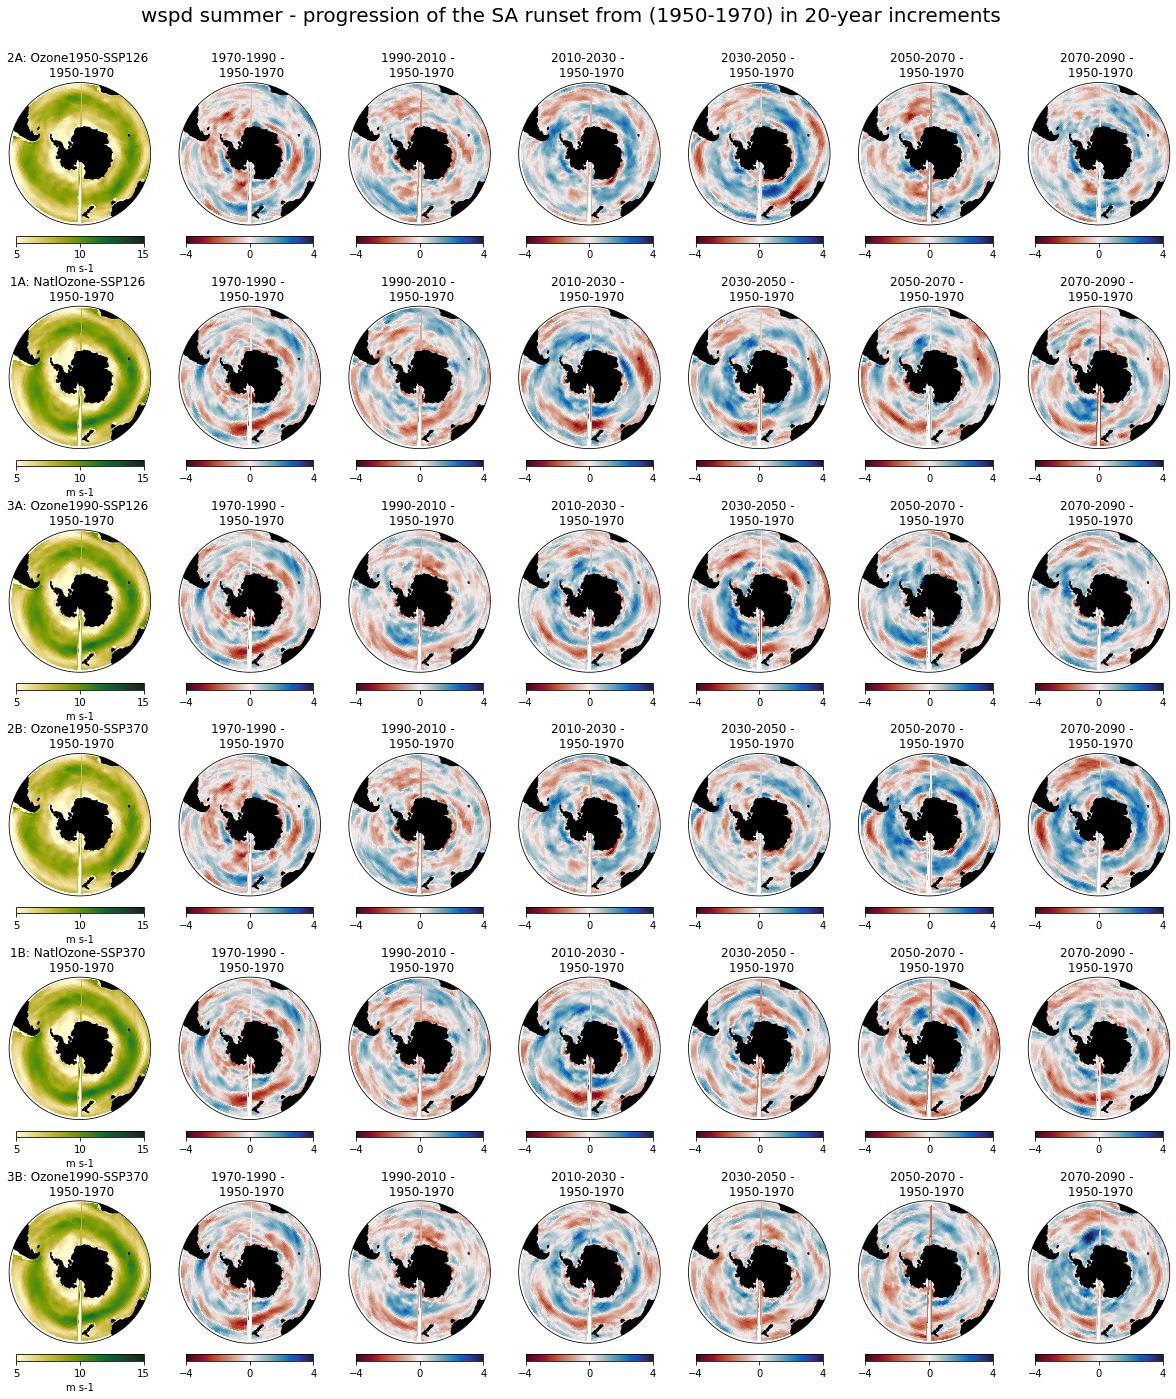 wspd summer - progression of the SA runset from (1950-1970) in 20-year increments
2A: Ozone1950-SSP126
1950-1970
1970-1990 -
1950-1970
1990-2010 -
1950-1970
2010-2030 -
1950-1970
2030-2050 -
1950-1970
2050-2070 -
1950-1970
2070-2090 -
1950-1970
5 10 15
m s-1
−4 0 4
−4 0 4
−4 0 4
−4 0 4
−4 0 4
−4 0 4
1A: NatlOzone-SSP126
1950-1970
1970-1990 -
1950-1970
1990-2010 -
1950-1970
2010-2030 -
1950-1970
2030-2050 -
1950-1970
2050-2070 -
1950-1970
2070-2090 -
1950-1970
5 10 15
m s-1
−4 0 4
−4 0 4
−4 0 4
−4 0 4
−4 0 4
−4 0 4
3A: Ozone1990-SSP126
1950-1970
1970-1990 -
1950-1970
1990-2010 -
1950-1970
2010-2030 -
1950-1970
2030-2050 -
1950-1970
2050-2070 -
1950-1970
2070-2090 -
1950-1970
5 10 15
m s-1
−4 0 4
−4 0 4
−4 0 4
−4 0 4
−4 0 4
−4 0 4
2B: Ozone1950-SSP370
1950-1970
1970-1990 -
1950-1970
1990-2010 -
1950-1970
2010-2030 -
1950-1970
2030-2050 -
1950-1970
2050-2070 -
1950-1970
2070-2090 -
1950-1970
5 10 15
m s-1
−4 0 4
−4 0 4
−4 0 4
−4 0 4
−4 0 4
−4 0 4
1B: NatlOzone-SSP370
1950-1970
1970-1990 -
1950-1970
1990-2010 -
1950-1970
2010-2030 -
1950-1970
2030-2050 -
1950-1970
2050-2070 -
1950-1970
2070-2090 -
1950-1970
5 10 15
m s-1
−4 0 4
−4 0 4
−4 0 4
−4 0 4
−4 0 4
−4 0 4
3B: Ozone1990-SSP370
1950-1970
1970-1990 -
1950-1970
1990-2010 -
1950-1970
2010-2030 -
1950-1970
2030-2050 -
1950-1970
2050-2070 -
1950-1970
2070-2090 -
1950-1970
5 10 15
m s-1
−4 0 4
−4 0 4
−4 0 4
−4 0 4
−4 0 4
−4 0 4